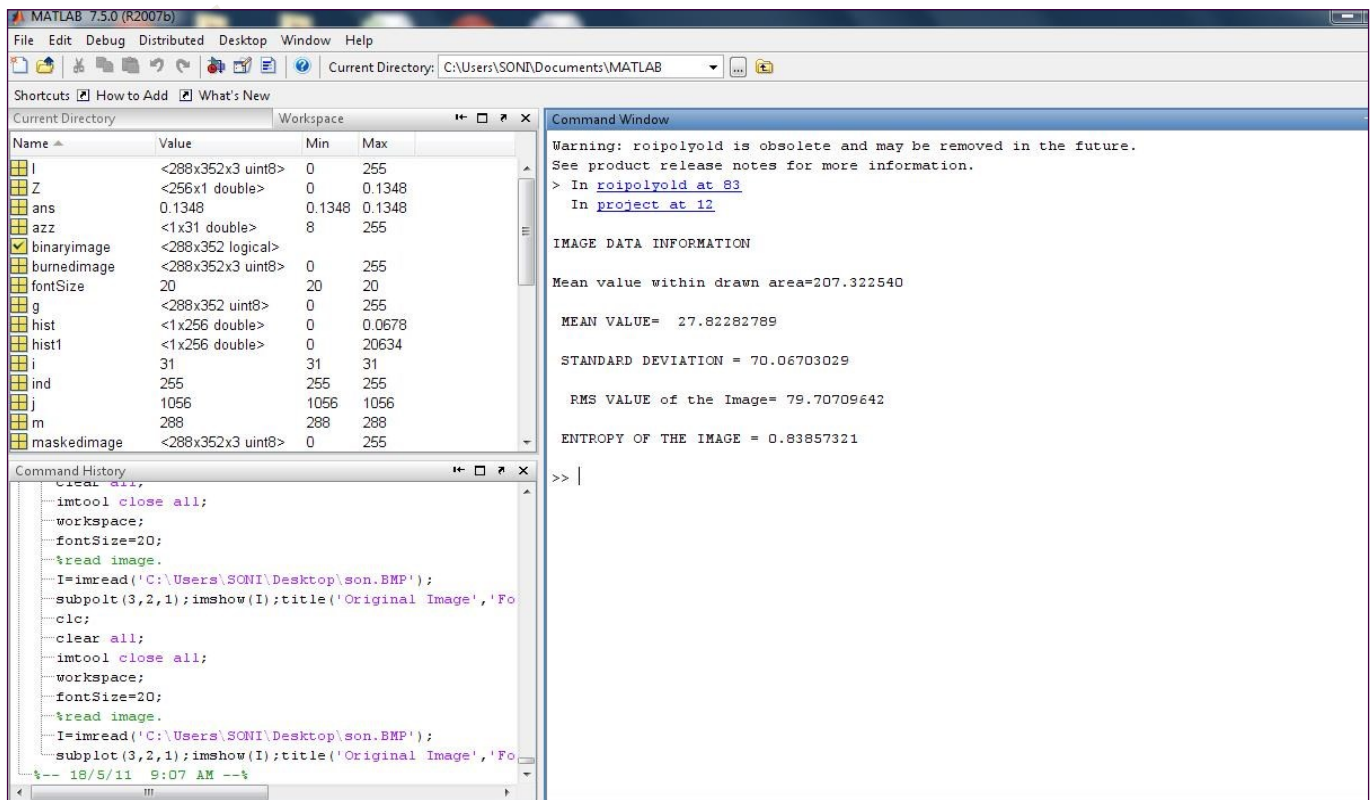 MATLAB 7.5.0 (R2007b)
File Edit Debug Distributed Desktop Window Help
Current Directory: C:\Users\SONI\Documents\MATLAB
Shortcuts How to Add What's New
Current Directory Workspace
Name Value Min Max
I <288x352x3 uint8> 0 255
Z <256x1 double> 0 0.1348
ans 0.1348 0.1348 0.1348
azz <1x31 double> 8 255
binaryimage <288x352 logical>
burnedimage <288x352x3 uint8> 0 255
fontSize 20 20 20
g <288x352 uint8> 0 255
hist <1x256 double> 0 0.0678
hist1 <1x256 double> 0 20634
i 31 31 31
ind 255 255 255
j 1056 1056 1056
m 288 288 288
maskedimage <288x352x3 uint8> 0 255
Command History
clear all;
imtool close all;
workspace;
fontSize=20;
%read image.
I=imread('C:\Users\SONI\Desktop\son.BMP');
subpolt(3,2,1);imshow(I);title('Original Image','Fo
clc;
clear all;
imtool close all;
workspace;
fontSize=20;
%read image.
I=imread('C:\Users\SONI\Desktop\son.BMP');
subplot(3,2,1);imshow(I);title('Original Image','Fo
%-- 18/5/11 9:07 AM --%
Command Window
Warning: roipolyold is obsolete and may be removed in the future.
See product release notes for more information.
> In roipolyold at 83
In project at 12
IMAGE DATA INFORMATION
Mean value within drawn area=207.322540
MEAN VALUE= 27.82282789
STANDARD DEVIATION = 70.06703029
RMS VALUE of the Image= 79.70709642
ENTROPY OF THE IMAGE = 0.83857321
>>